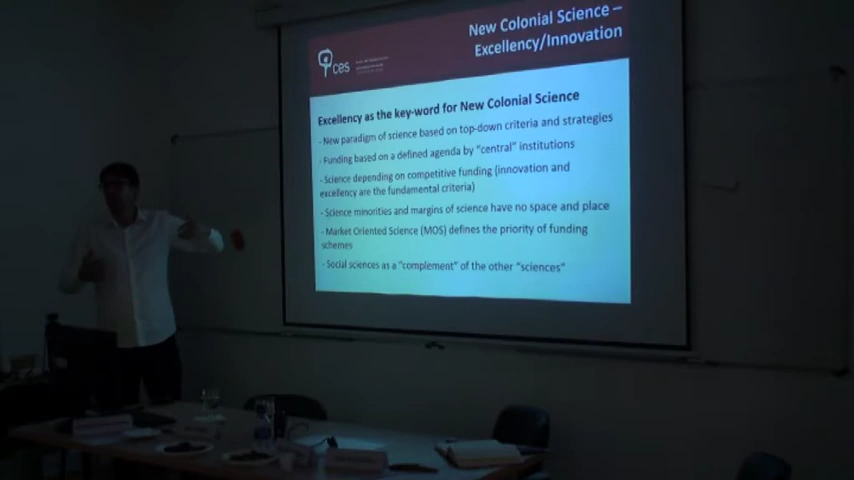 New Colonial Science –
Excellency/Innovation
ces
Excellency as the key-word for New Colonial Science
- New paradigm of science based on top-down criteria and strategies
- Funding based on a defined agenda by "central" institutions
- Science depending on competitive funding (innovation and
excellency are the fundamental criteria)
- Science minorities and margins of science have no space and place
- Market Oriented Science (MOS) defines the priority of funding
schemes
- Social sciences as a "complement" of the other "sciences"